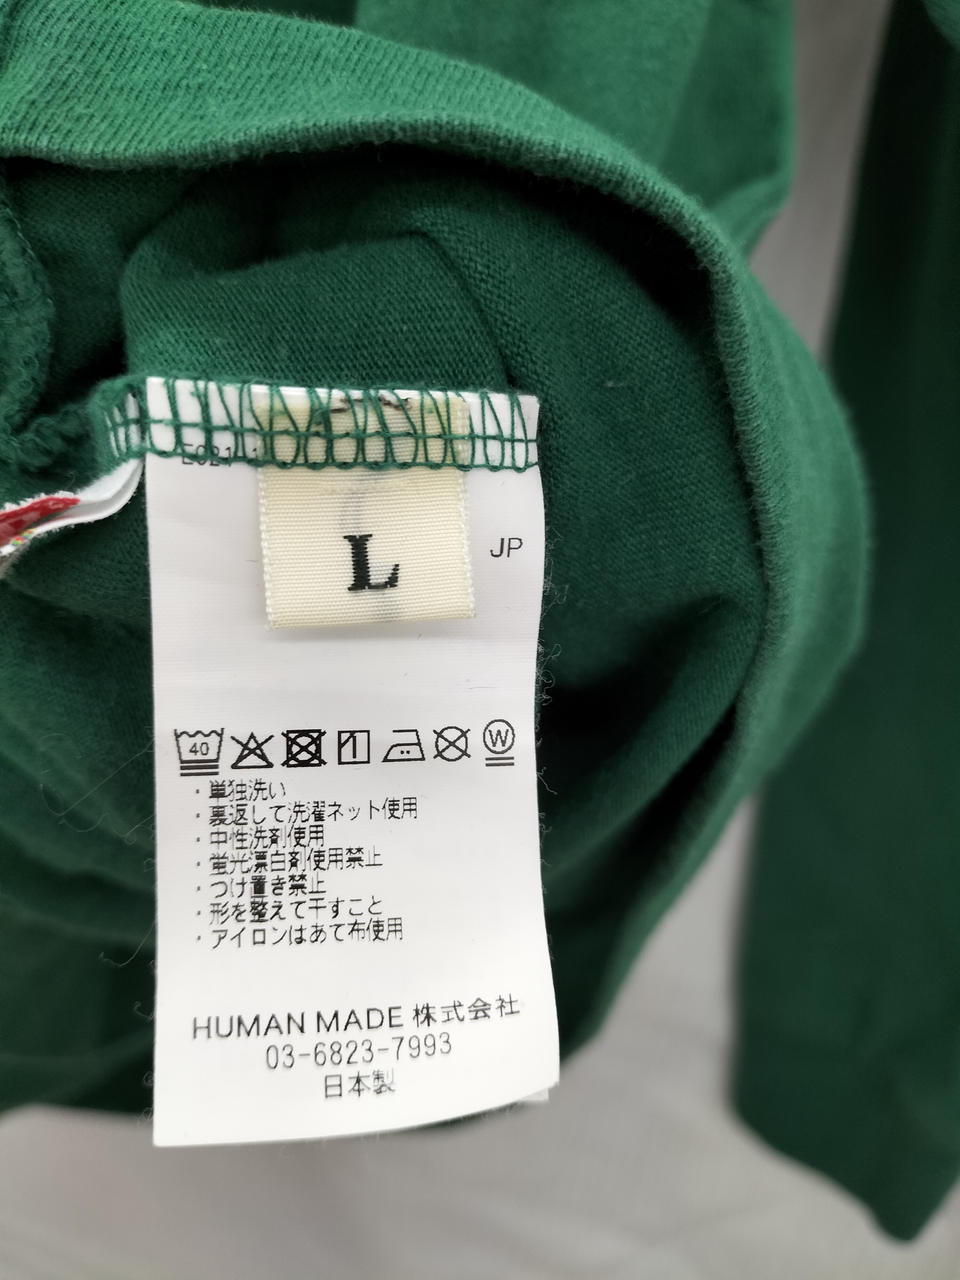 L
JP
40
W
・単独洗い
・裏返して洗濯ネット使用
・中性洗剤使用
・蛍光漂白剤使用禁止
・つけ置き禁止
・形を整えて干すこと
・アイロンはあて布使用
HUMAN MADE 株式会社
03-6823-7993
日本製